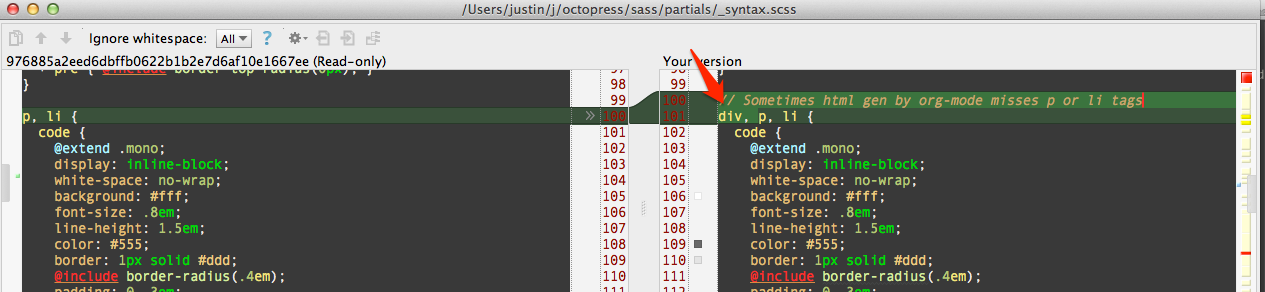 /Users/justin/j/octopress/sass/partials/_syntax.scss
Ignore whitespace: All ?
976885a2eed6dbffb0622b1b2e7d6af10e1667ee (Read-only)
+ pre { @include border-top-radius(0px); } 97
} 98
99
p, li { » 100
code { 101
@extend .mono; 102
display: inline-block; 103
white-space: no-wrap; 104
background: #fff; 105
font-size: .8em; 106
line-height: 1.5em; 107
color: #555; 108
border: 1px solid #ddd; 109
@include border-radius(.4em); 110
padding: 0 .3em;
Your version
98 }
99
100 // Sometimes html gen by org-mode misses p or li tags
101 div, p, li {
102 code {
103 @extend .mono;
104 display: inline-block;
105 white-space: no-wrap;
106 background: #fff;
107 font-size: .8em;
108 line-height: 1.5em;
109 color: #555;
110 border: 1px solid #ddd;
111 @include border-radius(.4em);
padding: 0 .3em;